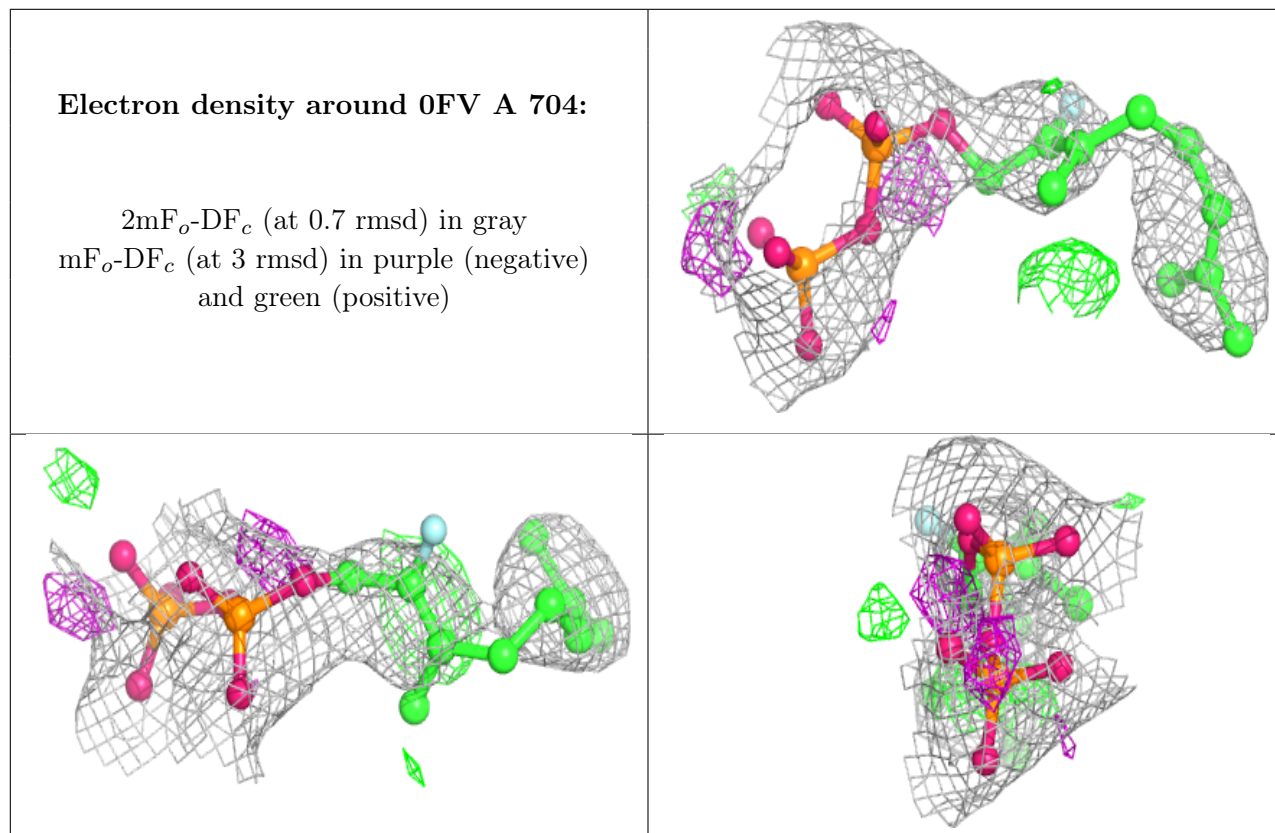 Electron density around 0FV A 704:
2mFo-DFc (at 0.7 rmsd) in gray
mFo-DFc (at 3 rmsd) in purple (negative)
and green (positive)